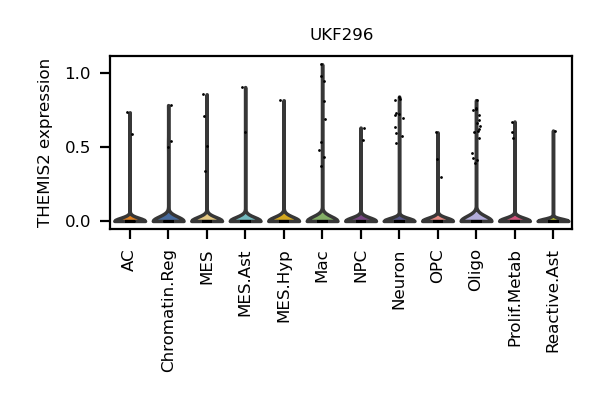 UKF296
THEMIS2 expression
1.0
0.5
0.0
AC
Chromatin.Reg
MES
MES.Ast
MES.Hyp
Mac
NPC
Neuron
OPC
Oligo
Prolif.Metab
Reactive.Ast